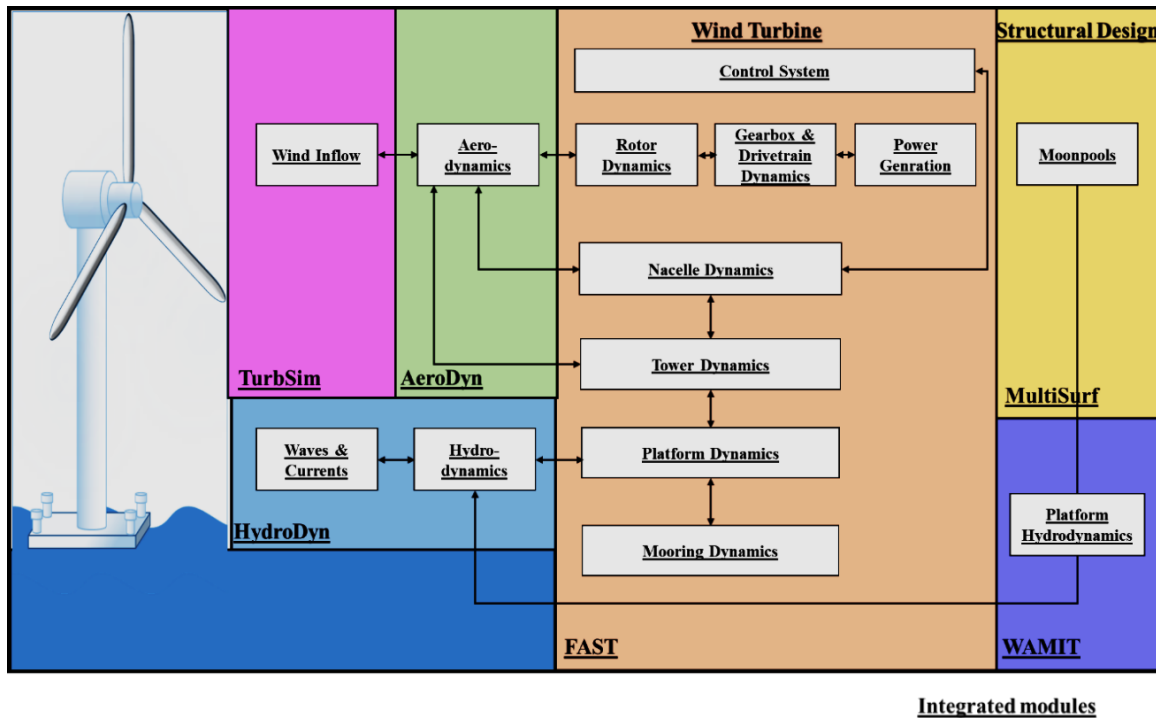 Wind Turbine
Structural Design
Control System
Wind Inflow
Aero-
dynamics
Rotor
Dynamics
Gearbox &
Drivetrain
Dynamics
Power
Genration
Moonpools
Nacelle Dynamics
Tower Dynamics
TurbSim
AeroDyn
MultiSurf
Waves &
Currents
Hydro-
dynamics
Platform Dynamics
HydroDyn
Mooring Dynamics
Platform
Hydrodynamics
FAST
WAMIT
Integrated modules